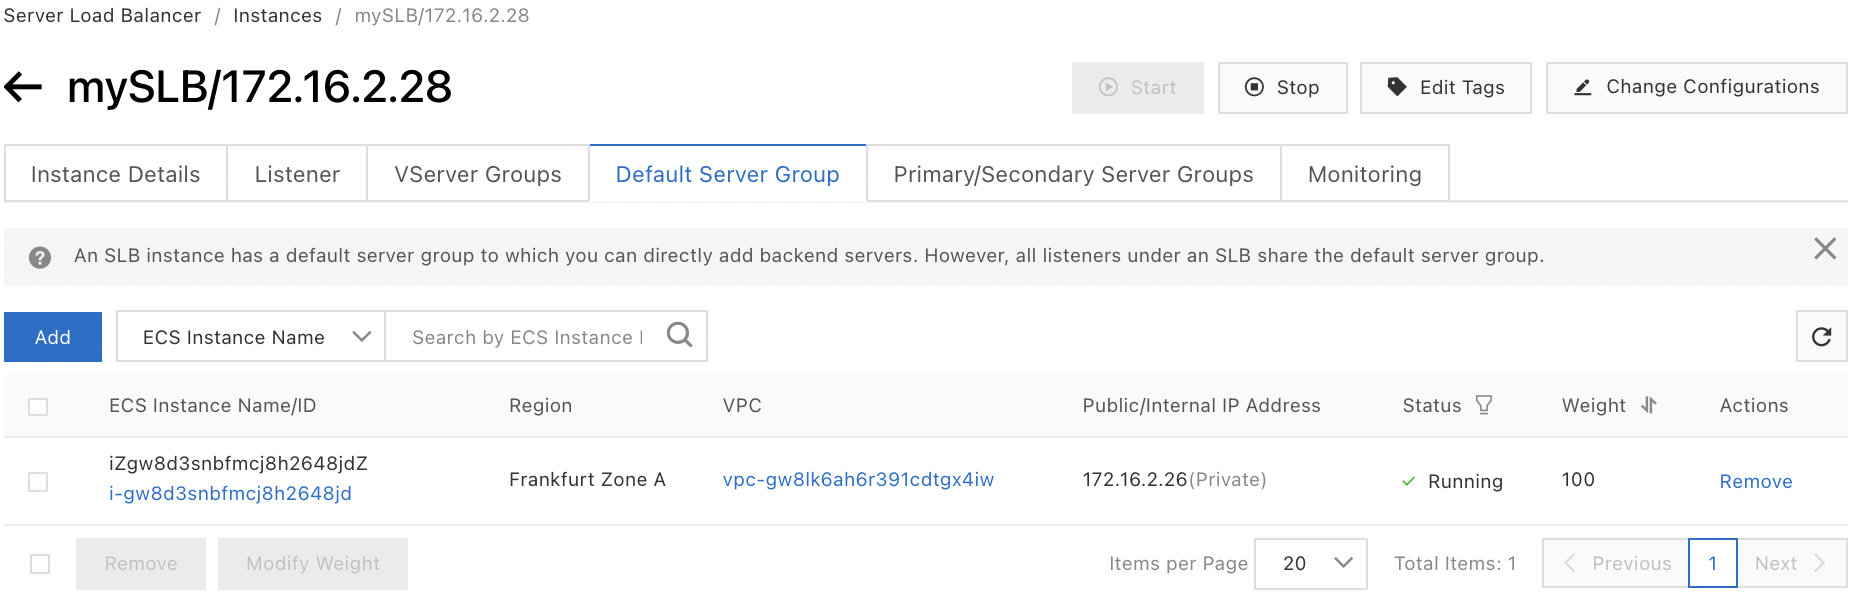 Server Load Balancer / Instances / mySLB/172.16.2.28
mySLB/172.16.2.28
Start Stop Edit Tags Change Configurations
Instance Details Listener VServer Groups Default Server Group Primary/Secondary Server Groups Monitoring
An SLB instance has a default server group to which you can directly add backend servers. However, all listeners under an SLB share the default server group.
Add ECS Instance Name Search by ECS Instance
ECS Instance Name/ID Region VPC Public/Internal IP Address Status Weight Actions
iZgw8d3snbfmcj8h2648jdZ
i-gw8d3snbfmcj8h2648jd
Frankfurt Zone A vpc-gw8lk6ah6r391cdtgx4iw 172.16.2.26(Private) Running 100 Remove
Remove Modify Weight Items per Page 20 Total Items: 1 Previous 1 Next